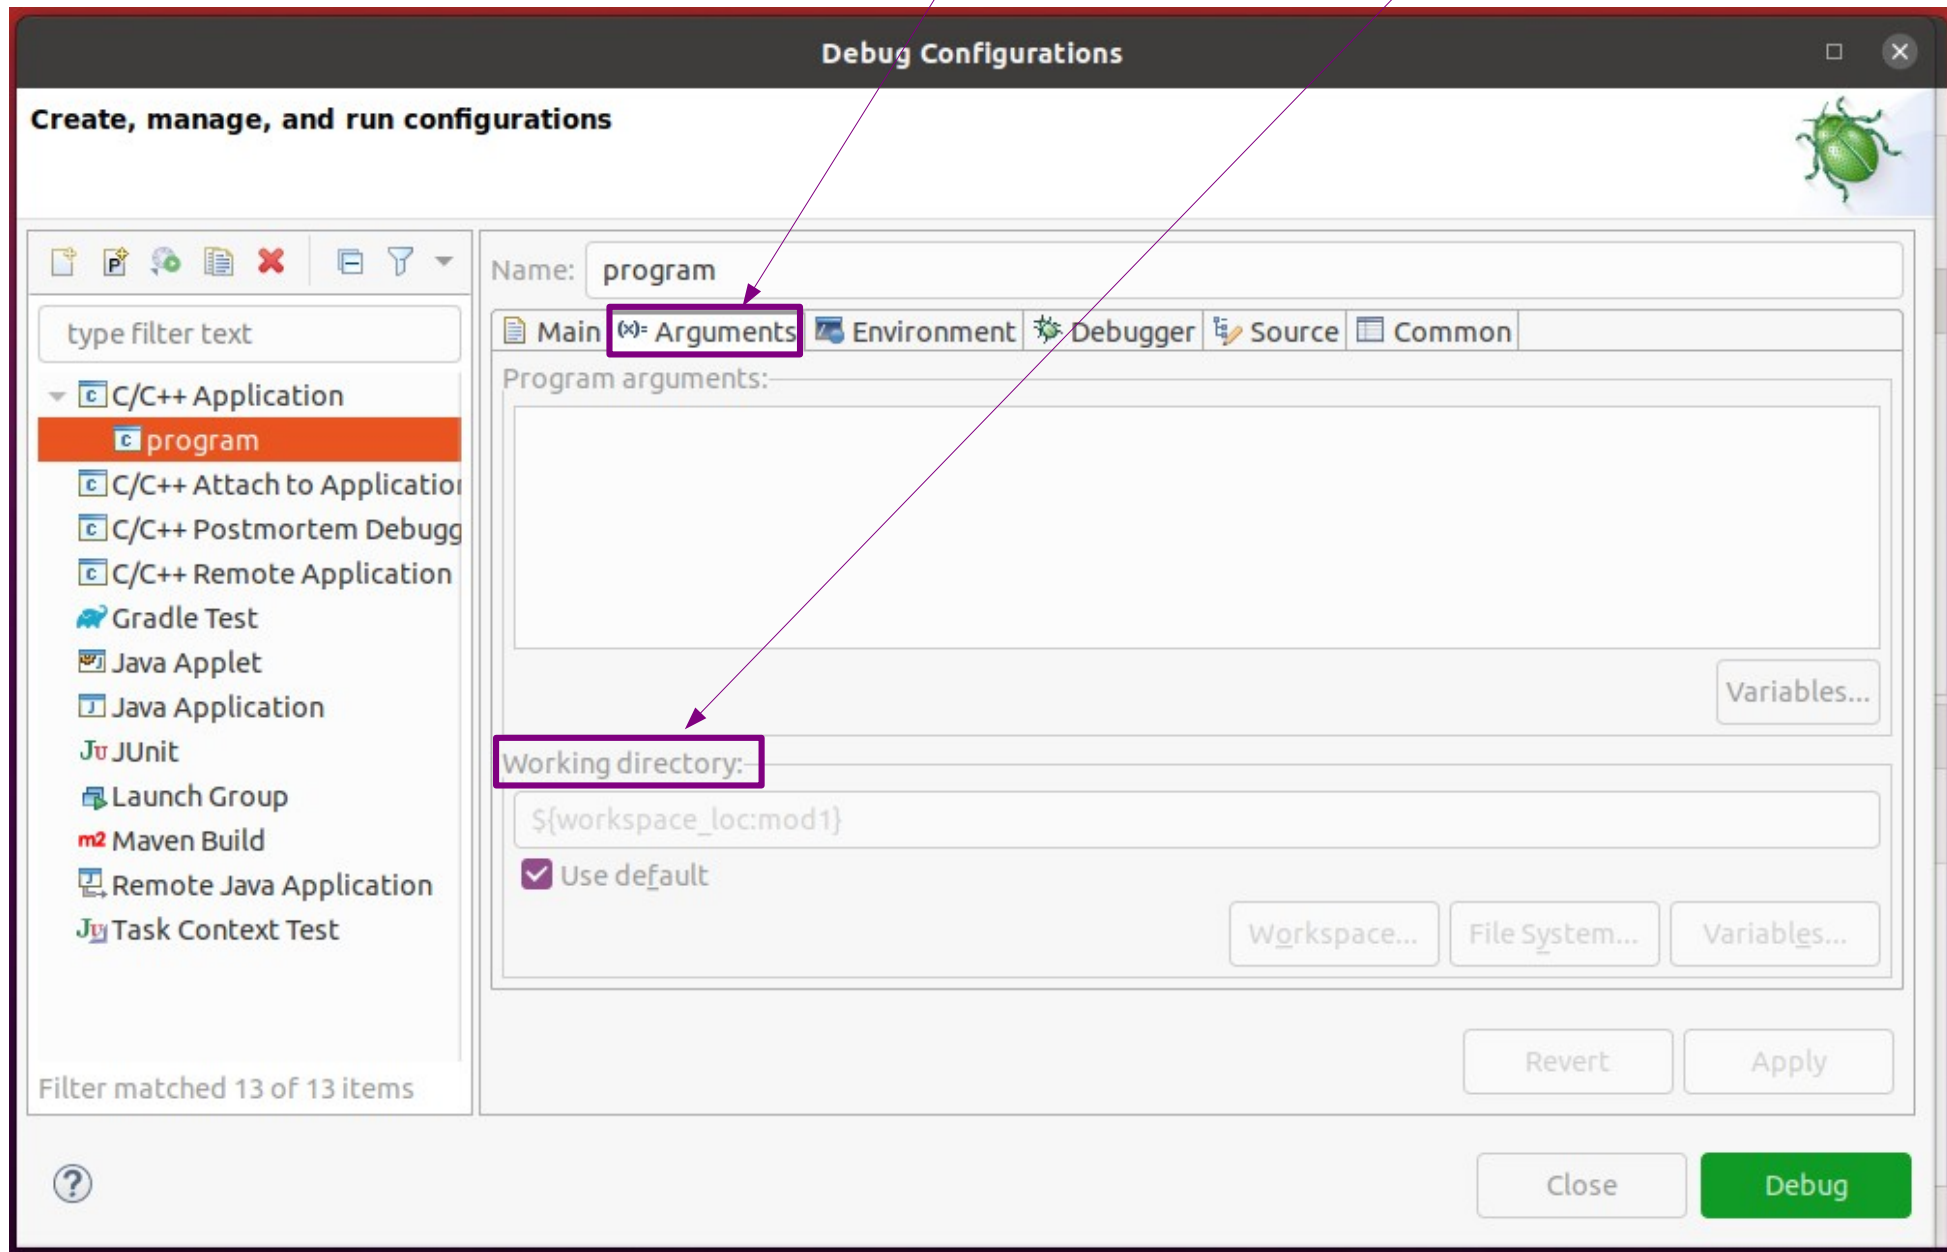 Debug Configurations
Create, manage, and run configurations
Name: program
type filter text
Main (x)= Arguments Environment Debugger Source Common
Program arguments:
C/C++ Application
program
C/C++ Attach to Application
C/C++ Postmortem Debugg
C/C++ Remote Application
Gradle Test
Java Applet
Java Application
JUnit
Launch Group
Maven Build
Remote Java Application
Task Context Test
Filter matched 13 of 13 items
Variables...
Working directory:
${workspace_loc:mod1}
Use default
Workspace... File System... Variables...
Revert Apply
Close Debug